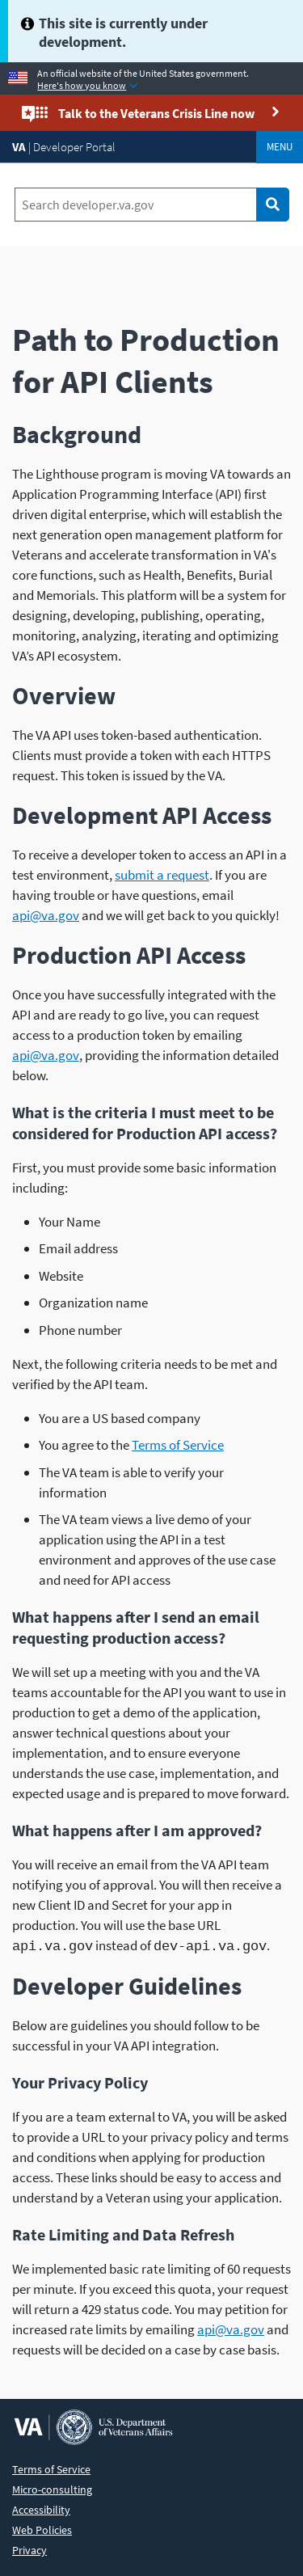 This site is currently under
development.
An official website of the United States government.
Here's how you know
Talk to the Veterans Crisis Line now
VA | Developer Portal
MENU
Search developer.va.gov
Path to Production
for API Clients
Background
The Lighthouse program is moving VA towards an
Application Programming Interface (API) first
driven digital enterprise, which will establish the
next generation open management platform for
Veterans and accelerate transformation in VA's
core functions, such as Health, Benefits, Burial
and Memorials. This platform will be a system for
designing, developing, publishing, operating,
monitoring, analyzing, iterating and optimizing
VA’s API ecosystem.
Overview
The VA API uses token-based authentication.
Clients must provide a token with each HTTPS
request. This token is issued by the VA.
Development API Access
To receive a developer token to access an API in a
test environment, submit a request. If you are
having trouble or have questions, email
api@va.gov and we will get back to you quickly!
Production API Access
Once you have successfully integrated with the
API and are ready to go live, you can request
access to a production token by emailing
api@va.gov, providing the information detailed
below.
What is the criteria I must meet to be
considered for Production API access?
First, you must provide some basic information
including:
• Your Name
• Email address
• Website
• Organization name
• Phone number
Next, the following criteria needs to be met and
verified by the API team.
• You are a US based company
• You agree to the Terms of Service
• The VA team is able to verify your
information
• The VA team views a live demo of your
application using the API in a test
environment and approves of the use case
and need for API access
What happens after I send an email
requesting production access?
We will set up a meeting with you and the VA
teams accountable for the API you want to use in
production to get a demo of the application,
answer technical questions about your
implementation, and to ensure everyone
understands the use case, implementation, and
expected usage and is prepared to move forward.
What happens after I am approved?
You will receive an email from the VA API team
notifying you of approval. You will then receive a
new Client ID and Secret for your app in
production. You will use the base URL
api.va.gov instead of dev-api.va.gov.
Developer Guidelines
Below are guidelines you should follow to be
successful in your VA API integration.
Your Privacy Policy
If you are a team external to VA, you will be asked
to provide a URL to your privacy policy and terms
and conditions when applying for production
access. These links should be easy to access and
understand by a Veteran using your application.
Rate Limiting and Data Refresh
We implemented basic rate limiting of 60 requests
per minute. If you exceed this quota, your request
will return a 429 status code. You may petition for
increased rate limits by emailing api@va.gov and
requests will be decided on a case by case basis.
VA
U.S. Department
of Veterans Affairs
Terms of Service
Micro-consulting
Accessibility
Web Policies
Privacy